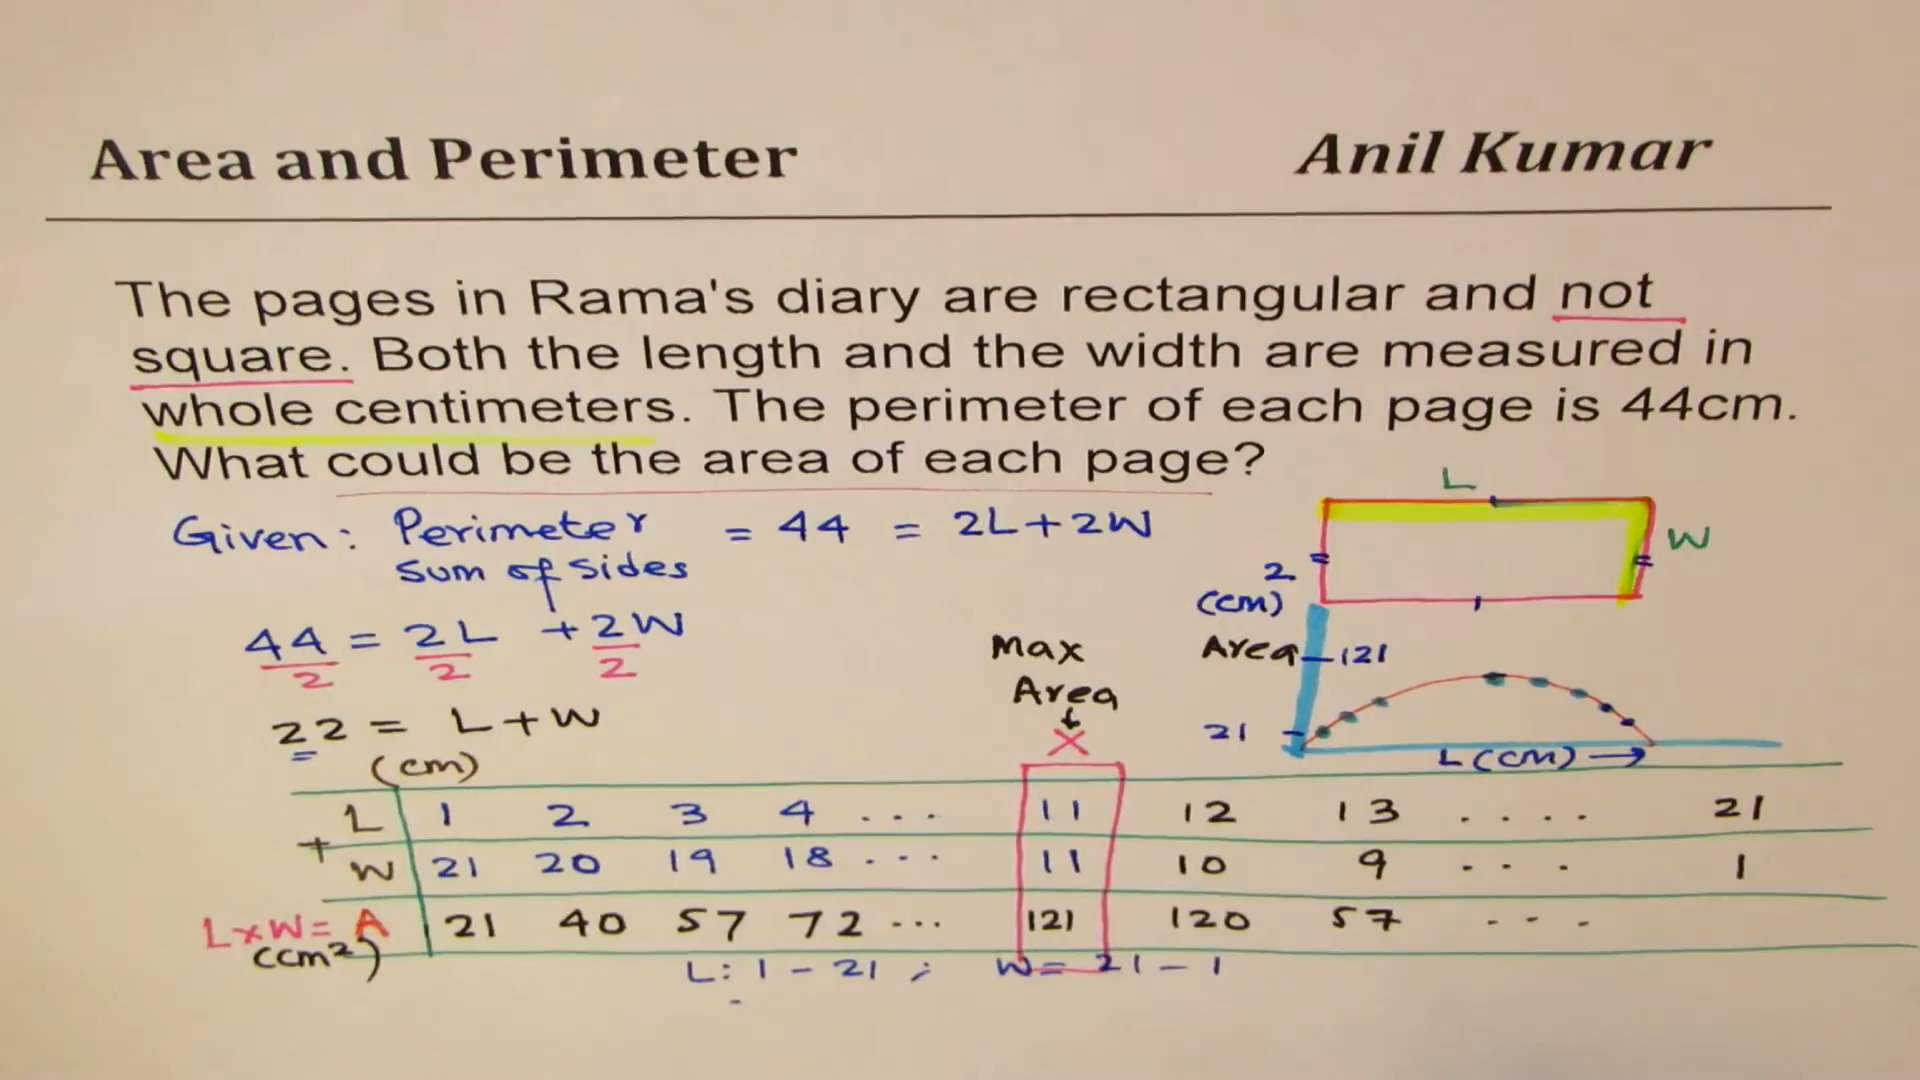 Area and Perimeter Anil Kumar
The pages in Rama's diary are rectangular and not
square. Both the length and the width are measured in
whole centimeters. The perimeter of each page is 44cm.
What could be the area of each page?
L
W
Given: Perimeter = 44 = 2L+2W
sum of sides
2
(cm)
44 = 2L + 2W
2 2 2
Max
Area
X
Area 121
21
L (cm) →
22 = L+W
(cm)
L 1 2 3 4 ... 11 12 13 .... 21
+
W 21 20 19 18 ... 11 10 9 ... 1
LxW= A 21 40 57 72 ... 121 120 57 ...
(cm²)
L: 1 - 21 ; W= 21 - 1